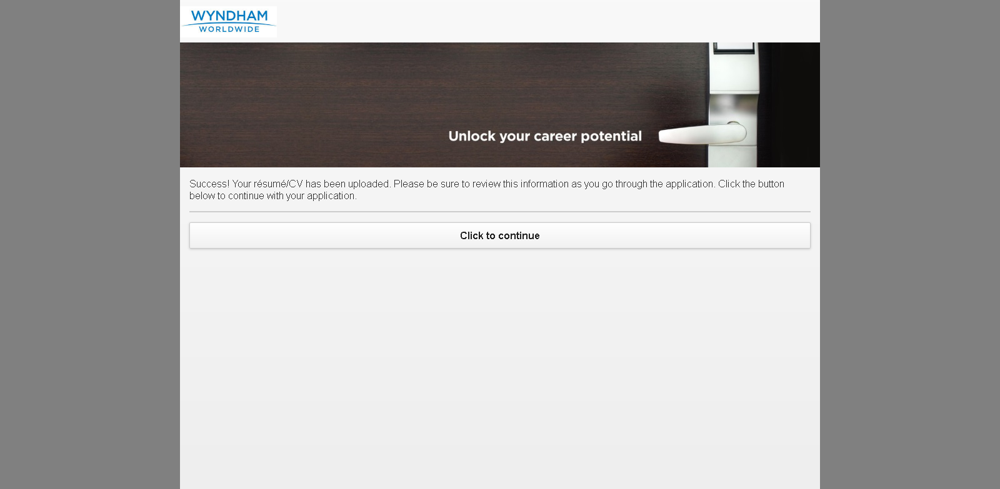 WYNDHAM
WORLDWIDE
Unlock your career potential
Success! Your résumé/CV has been uploaded. Please be sure to review this information as you go through the application. Click the button
below to continue with your application.
Click to continue